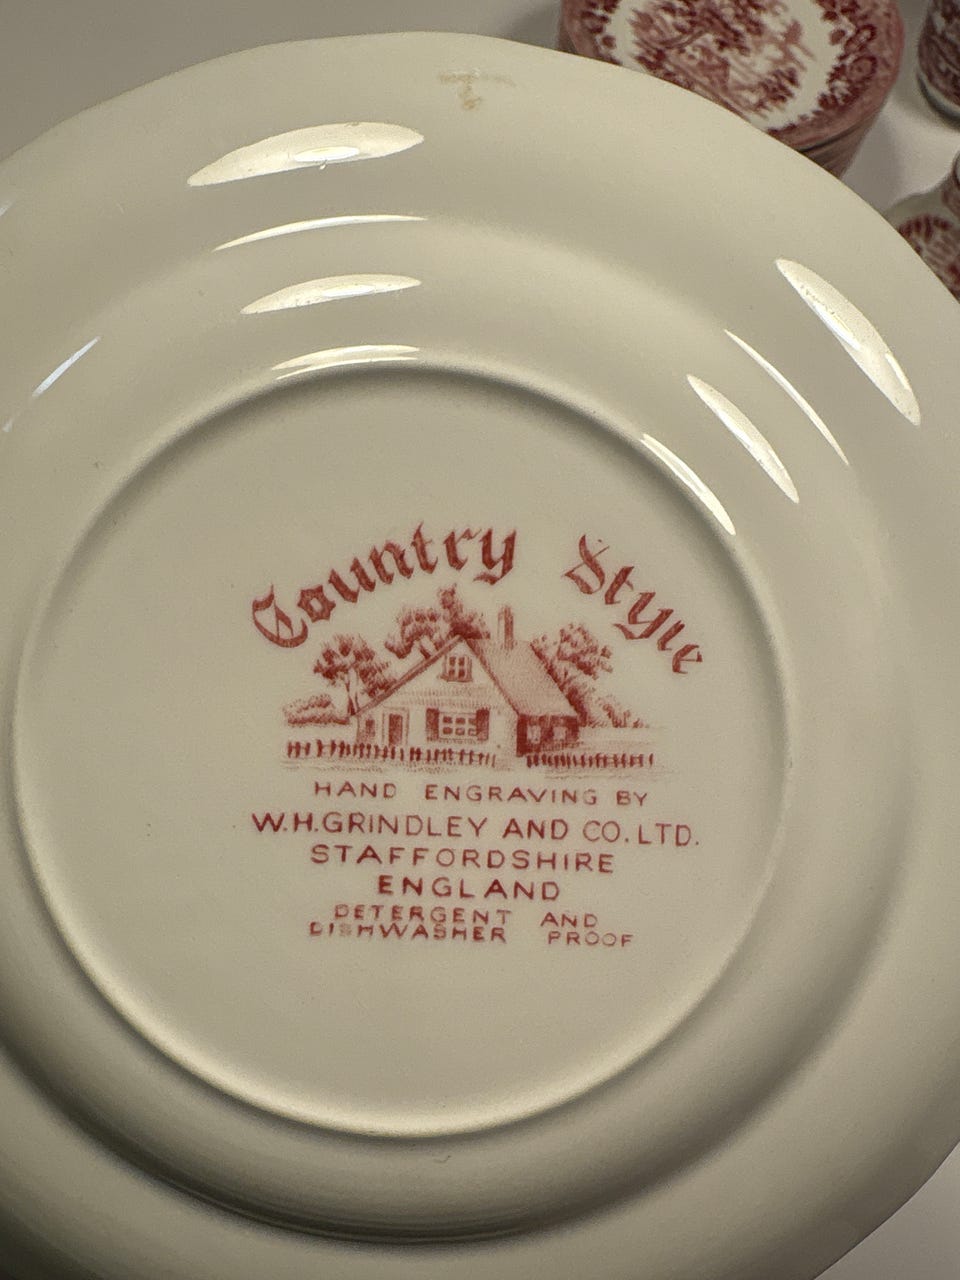 Country Style
HAND ENGRAVING BY
W.H.GRINDLEY AND CO. LTD.
STAFFORDSHIRE
ENGLAND
DETERGENT AND
DISHWASHER PROOF